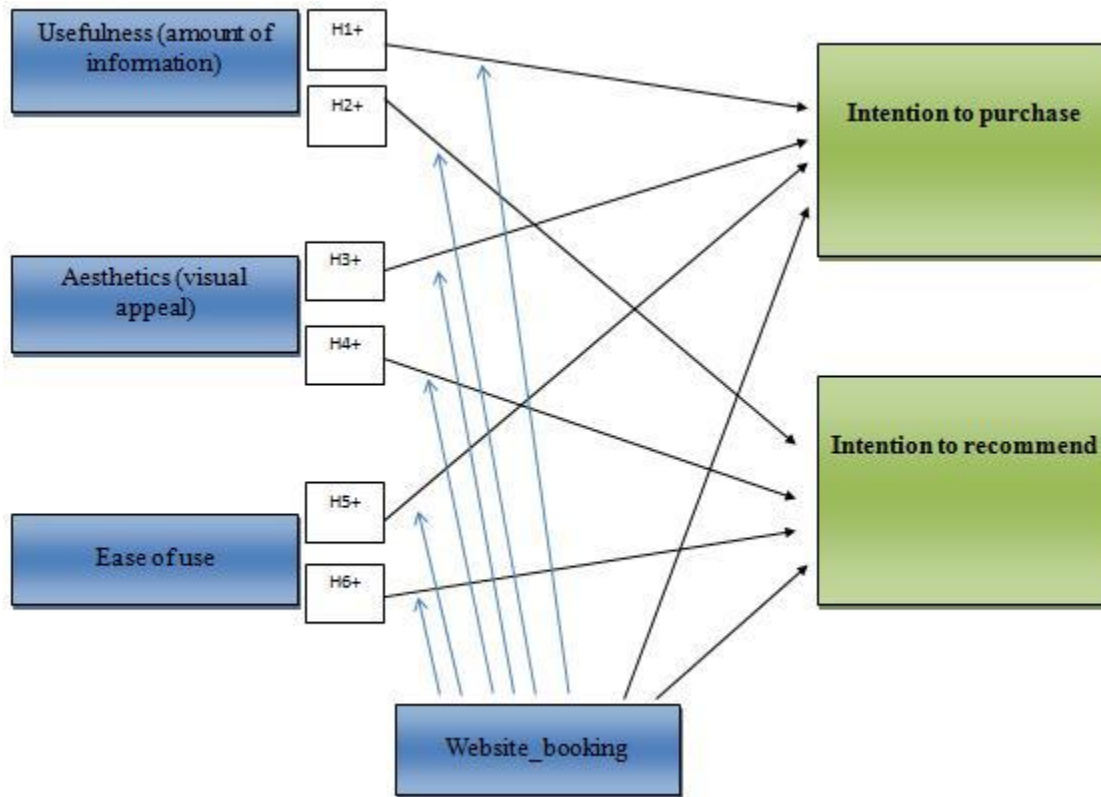 Usefulness (amount of
information)
H1+
H2+
Intention to purchase
Aesthetics (visual
appeal)
H3+
H4+
Intention to recommend
Ease of use
H5+
H6+
Website_booking